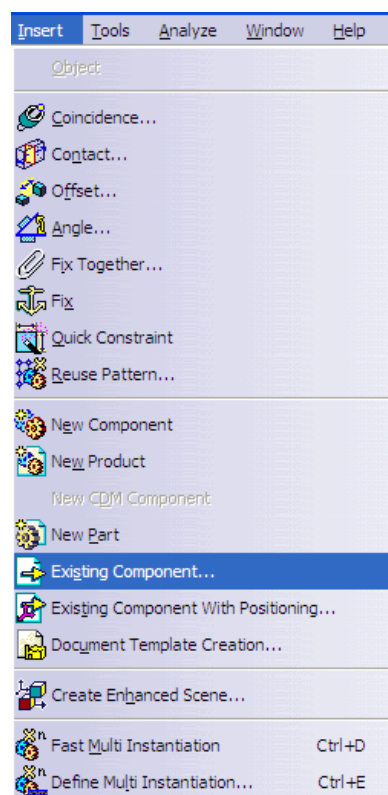 Insert Tools Analyze Window Help
Object
Coincidence...
Contact...
Offset...
Angle...
Fix Together...
Fix
Quick Constraint
Reuse Pattern...
New Component
New Product
New CDM Component
New Part
Existing Component...
Existing Component With Positioning...
Document Template Creation...
Create Enhanced Scene...
Fast Multi Instantiation Ctrl+D
Define Multi Instantiation... Ctrl+E